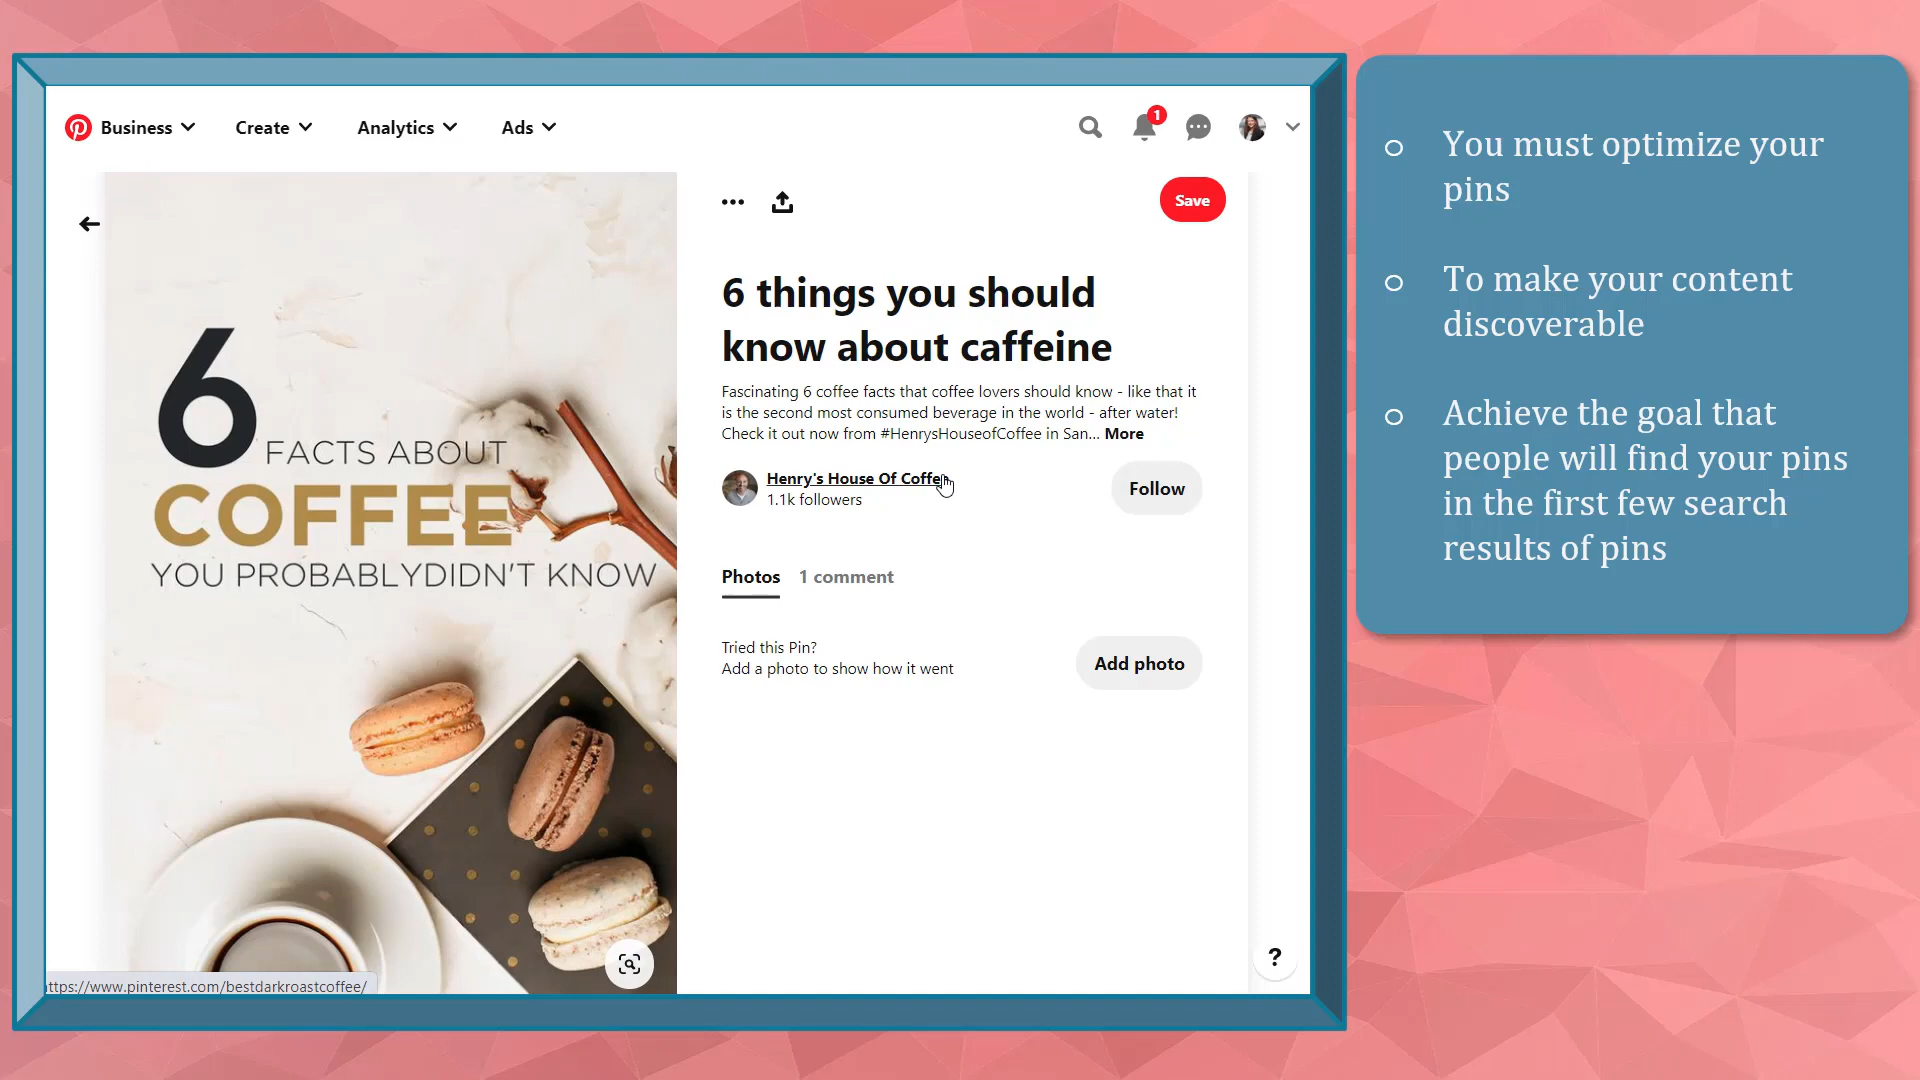 Business
Create
Analytics
Ads
1
Save
6 things you should
know about caffeine
Fascinating 6 coffee facts that coffee lovers should know - like that it
is the second most consumed beverage in the world - after water!
Check it out now from #HenrysHouseofCoffee in San... More
Henry's House Of Coffee
1.1k followers
Follow
Photos
1 comment
Tried this Pin?
Add a photo to show how it went
Add photo
6 FACTS ABOUT
COFFEE
YOU PROBABLYDIDN'T KNOW
ttps://www.pinterest.com/bestdarkroastcoffee/
?
o You must optimize your
pins
o To make your content
discoverable
o Achieve the goal that
people will find your pins
in the first few search
results of pins